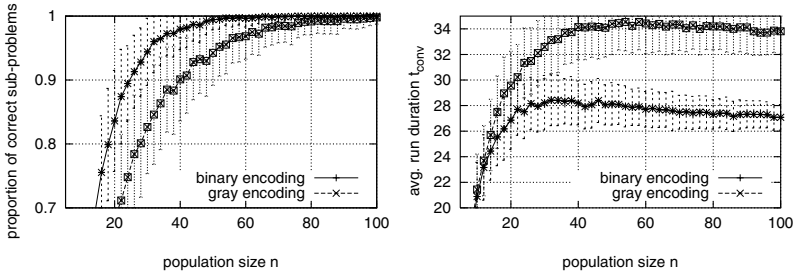 proportion of correct sub-problems
1
0.9
0.8
0.7
20
40
60
80
100
population size n
binary encoding
gray encoding
avg. run duration t_conv
34
32
30
28
26
24
22
20
20
40
60
80
100
population size n
binary encoding
gray encoding